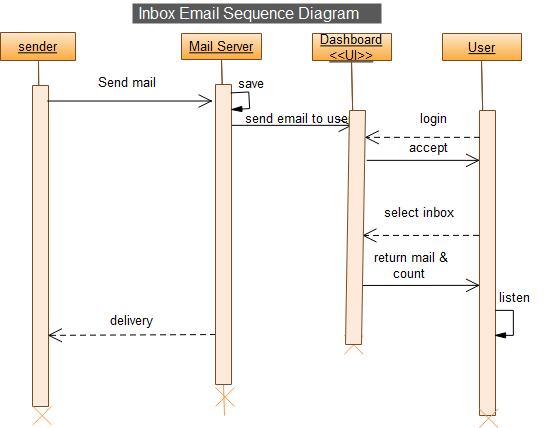 Inbox Email Sequence Diagram
sender
Mail Server
Dashboard
<<UI>>
User
Send mail
save
send email to use
login
accept
select inbox
return mail &
count
listen
delivery